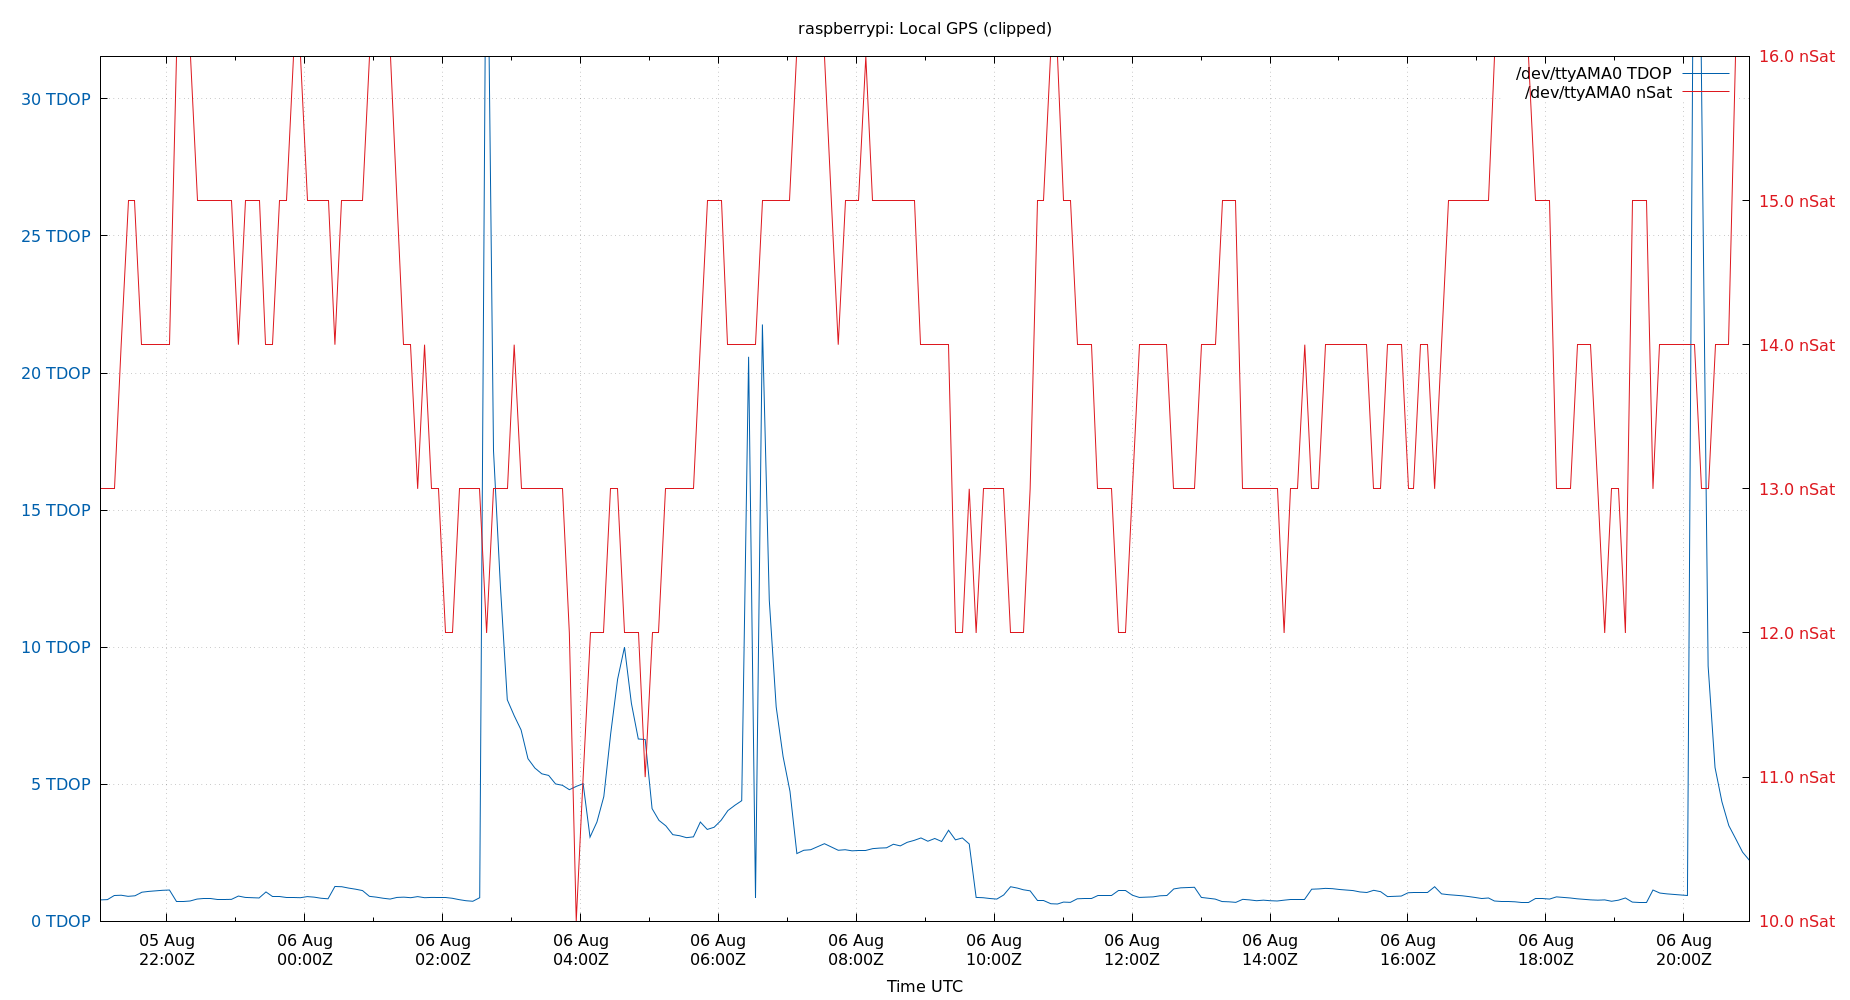 raspberrypi: Local GPS (clipped)
/dev/ttyAMA0 TDOP
/dev/ttyAMA0 nSat
30 TDOP
25 TDOP
20 TDOP
15 TDOP
10 TDOP
5 TDOP
0 TDOP
16.0 nSat
15.0 nSat
14.0 nSat
13.0 nSat
12.0 nSat
11.0 nSat
10.0 nSat
05 Aug
22:00Z
06 Aug
00:00Z
06 Aug
02:00Z
06 Aug
04:00Z
06 Aug
06:00Z
06 Aug
08:00Z
06 Aug
10:00Z
06 Aug
12:00Z
06 Aug
14:00Z
06 Aug
16:00Z
06 Aug
18:00Z
06 Aug
20:00Z
Time UTC